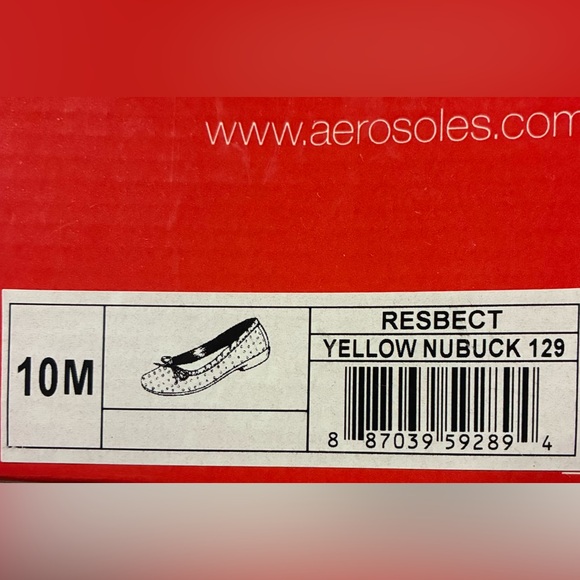 www.aerosoles.com
10M
RESBECT
YELLOW NUBUCK 129
8 87039 59289 4